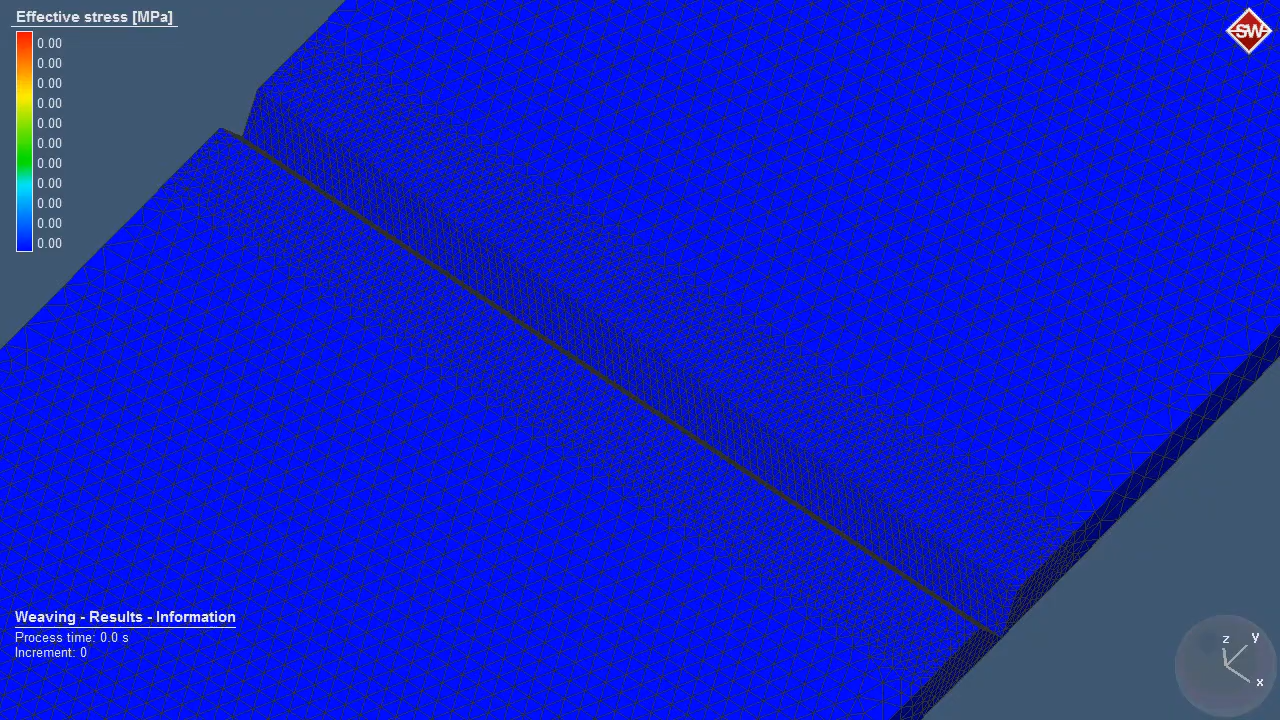 Effective stress [MPa]
0.00
0.00
0.00
0.00
0.00
0.00
0.00
0.00
0.00
0.00
0.00
SW
Weaving - Results - Information
Process time: 0.0 s
Increment: 0
z
y
x